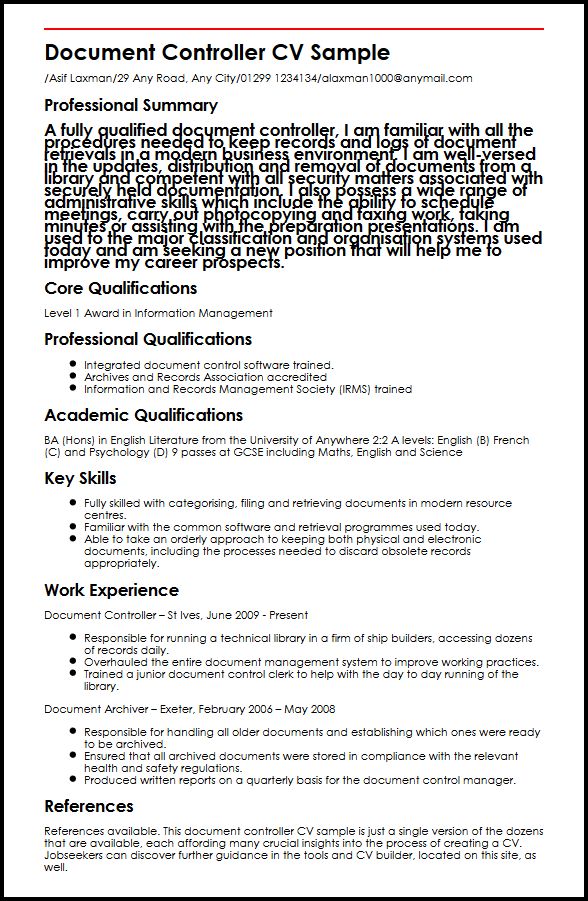 Document Controller CV Sample
/Asif Laxman/29 Any Road, Any City/01299 1234134/alaxman1000@anymail.com
Professional Summary
A fully qualified document controller, I am familiar with all the
procedures needed to keep records and logs of document
retrievals in a modern business environment. I am well-versed
in the updates, distribution and removal of documents from a
library and competent with all security matters associated with
securely held documentation. I also possess a wide range of
administrative skills which include the ability to schedule
meetings, carry out photocopying and faxing work, taking
minutes or assisting with the preparation presentations. I am
used to the major classification and organisation systems used
today and am seeking a new position that will help me to
improve my career prospects.
Core Qualifications
Level 1 Award in Information Management
Professional Qualifications
● Integrated document control software trained.
● Archives and Records Association accredited
● Information and Records Management Society (IRMS) trained
Academic Qualifications
BA (Hons) in English Literature from the University of Anywhere 2:2 A levels: English (B) French
(C) and Psychology (D) 9 passes at GCSE including Maths, English and Science
Key Skills
● Fully skilled with categorising, filing and retrieving documents in modern resource
centres.
● Familiar with the common software and retrieval programmes used today.
● Able to take an orderly approach to keeping both physical and electronic
documents, including the processes needed to discard obsolete records
appropriately.
Work Experience
Document Controller – St Ives, June 2009 - Present
● Responsible for running a technical library in a firm of ship builders, accessing dozens
of records daily.
● Overhauled the entire document management system to improve working practices.
● Trained a junior document control clerk to help with the day to day running of the
library.
Document Archiver – Exeter, February 2006 – May 2008
● Responsible for handling all older documents and establishing which ones were ready
to be archived.
● Ensured that all archived documents were stored in compliance with the relevant
health and safety regulations.
● Produced written reports on a quarterly basis for the document control manager.
References
References available. This document controller CV sample is just a single version of the dozens
that are available, each affording many crucial insights into the process of creating a CV.
Jobseekers can discover further guidance in the tools and CV builder, located on this site, as
well.